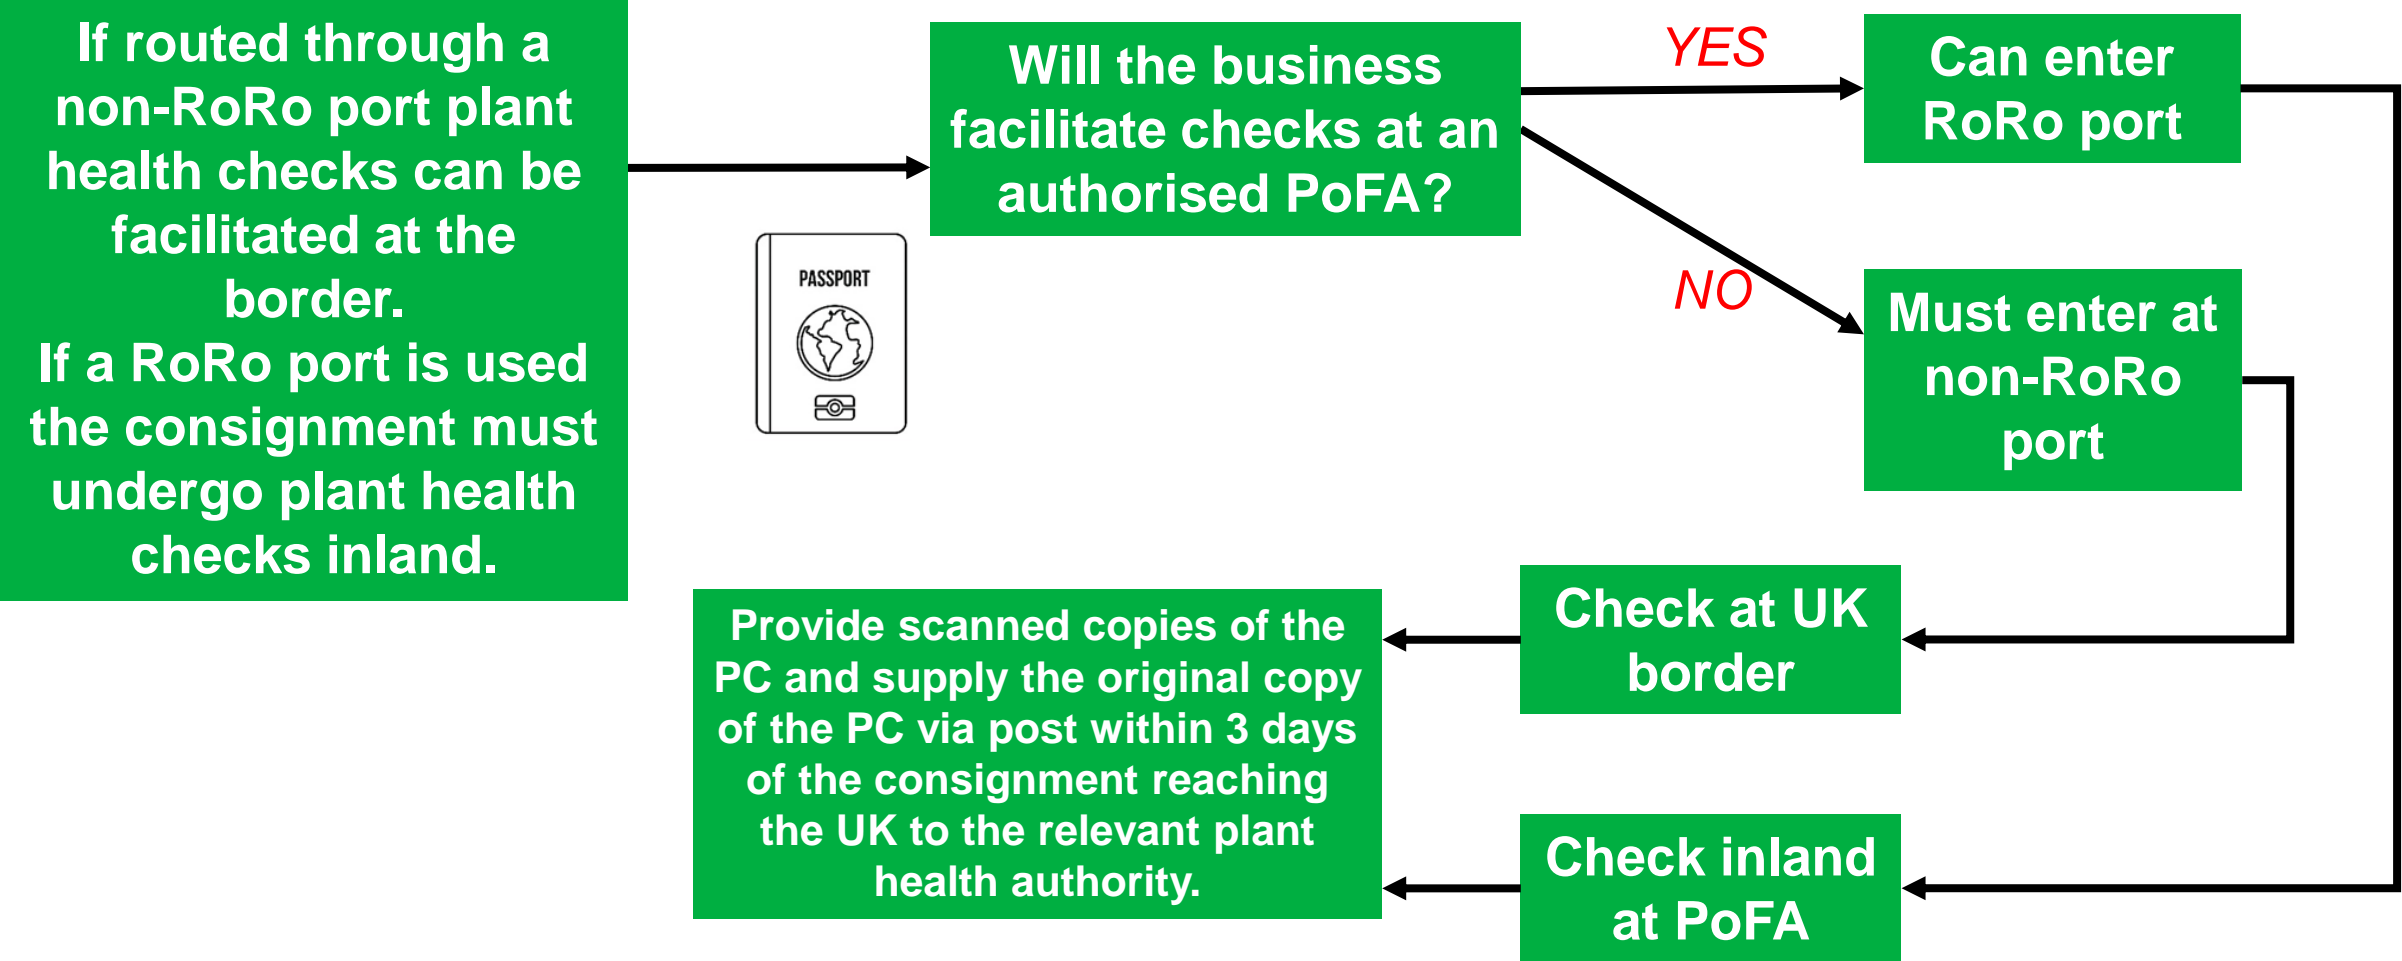 If routed through a
non-RoRo port plant
health checks can be
facilitated at the
border.
If a RoRo port is used
the consignment must
undergo plant health
checks inland.
PASSPORT
Will the business
facilitate checks at an
authorised PoFA?
YES
Can enter
RoRo port
NO
Must enter at
non-RoRo
port
Check at UK
border
Check inland
at PoFA
Provide scanned copies of the
PC and supply the original copy
of the PC via post within 3 days
of the consignment reaching
the UK to the relevant plant
health authority.